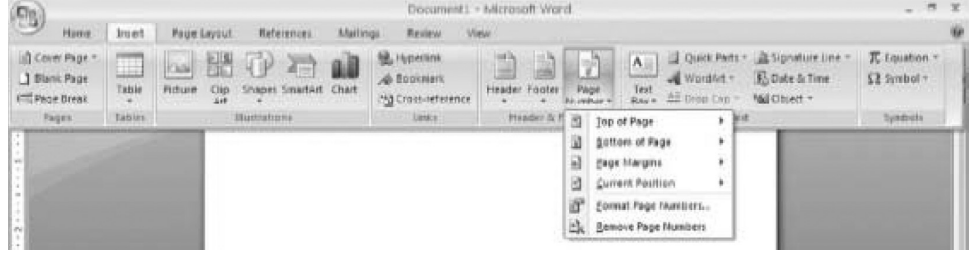 Document1 - Microsoft Word
Home Insert Page Layout References Mailings Review View
Cover Page
Blank Page
Page Break
Pages
Table
Tables
Picture Clip Art Shapes SmartArt Chart
Illustrations
Hyperlink
Bookmark
Cross-reference
Links
Header Footer Page Number
Header & F
Text Box
Quick Parts
WordArt
Drop Cap
Signature Line
Date & Time
Object
Equation
Symbol
Symbols
Top of Page
Bottom of Page
Page Margins
Current Position
Format Page Numbers...
Remove Page Numbers